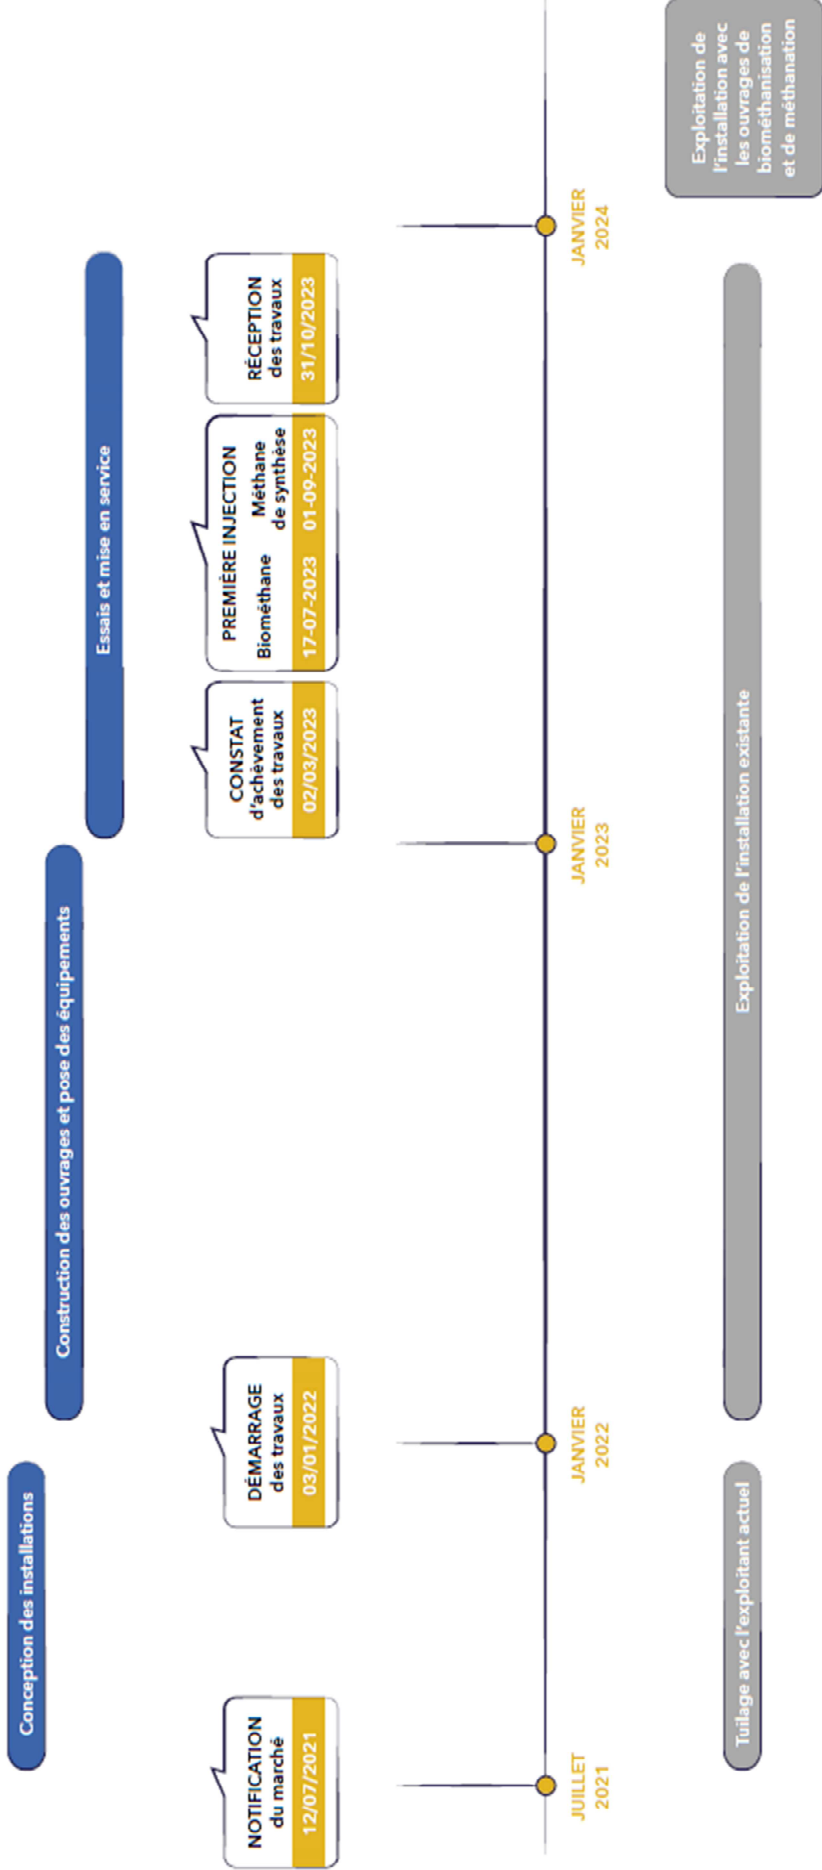 Conception des installations
Construction des ouvrages et pose des équipements
Essais et mise en service
NOTIFICATION
du marché
12/07/2021
DÉMARRAGE
des travaux
03/01/2022
CONSTAT
d'achèvement
des travaux
02/03/2023
PREMIÈRE INJECTION
Biométhane
17-07-2023
Méthane
de synthèse
01-09-2023
RÉCEPTION
des travaux
31/10/2023
JUILLET
2021
JANVIER
2022
JANVIER
2023
JANVIER
2024
Tuilage avec l'exploitant actuel
Exploitation de l'installation existante
Exploitation de
l'installation avec
les ouvrages de
biométhanisation
et de méthanation